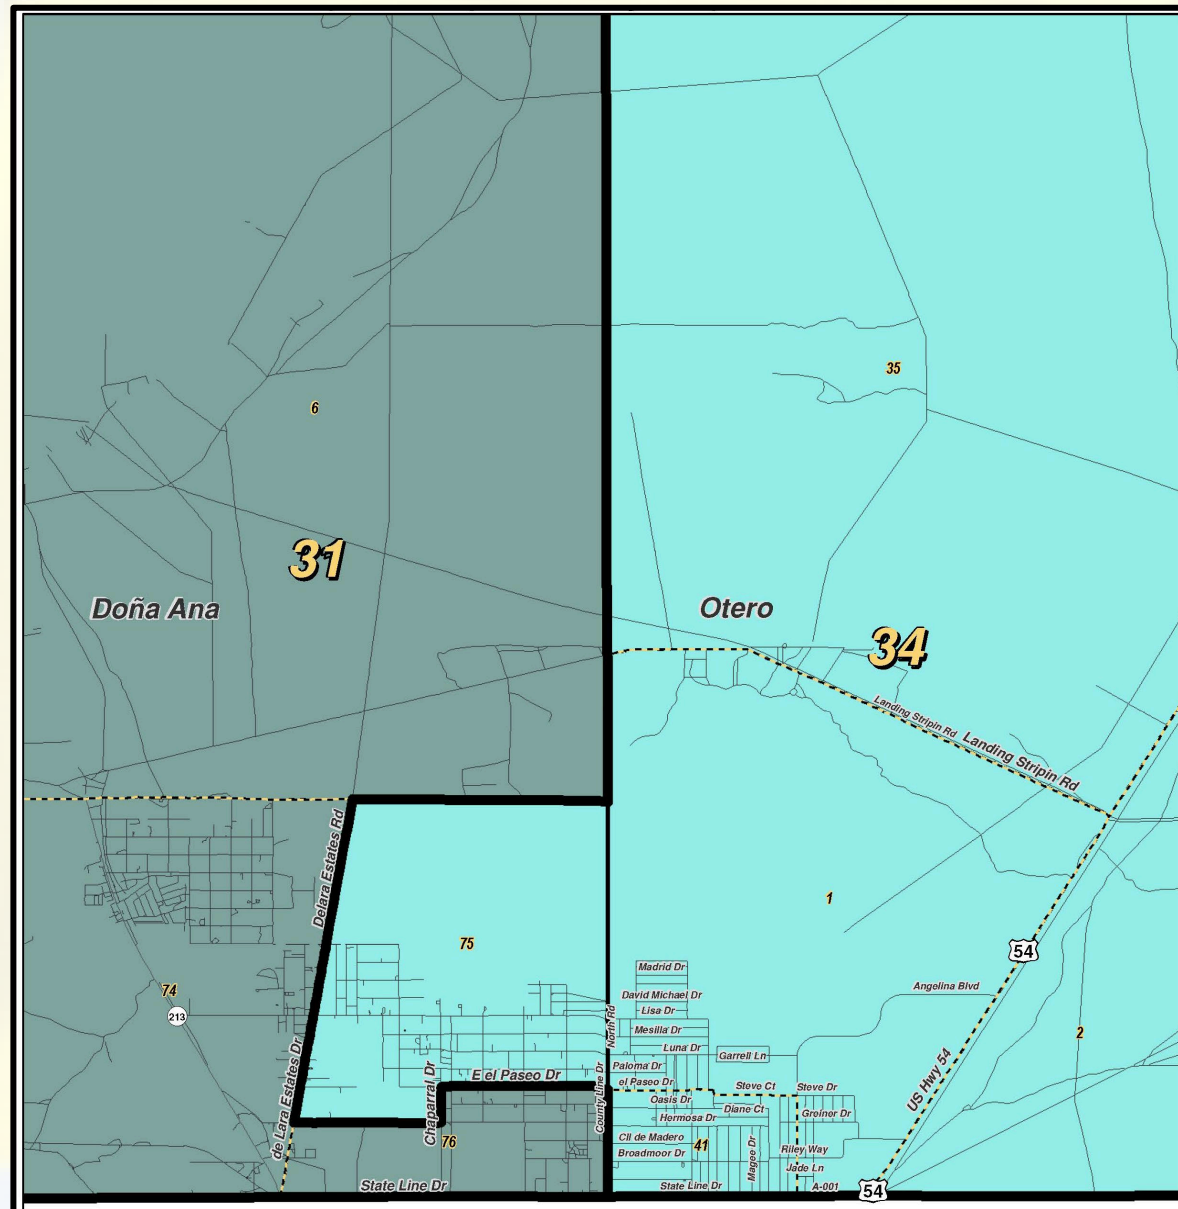 35
6
31
Doña Ana
Otero
34
Landing Stripin Rd
Landing Stripin Rd
Delara Estates Rd
1
75
54
Madrid Dr
74
Angelina Blvd
David Michael Dr
Lisa Dr
213
North Rd
Mesilla Dr
2
Luna Dr
Garrell Ln
de Lara Estates Dr
Chaparral Dr
E el Paseo Dr
County Line Dr
Paloma Dr
el Paseo Dr
Steve Ct
Steve Dr
US Hwy 54
Oasis Dr
Diane Ct
Hermosa Dr
Greinor Dr
76
Cll de Madero
41
Broadmoor Dr
Magee Dr
Riley Way
Jade Ln
State Line Dr
State Line Dr
A-001
54